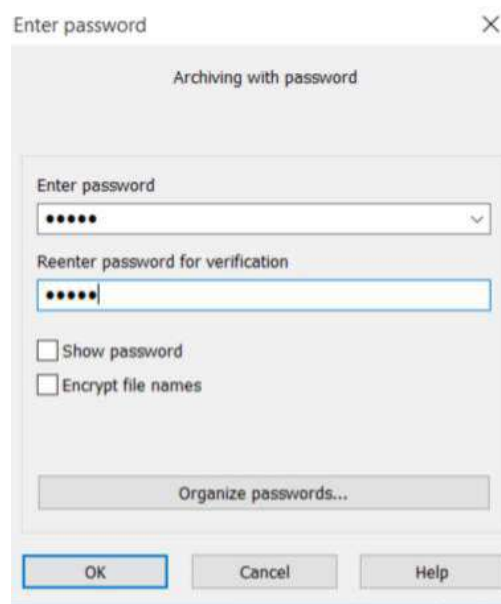 Enter password
Archiving with password
Enter password
•••••
Reenter password for verification
•••••
Show password
Encrypt file names
Organize passwords...
OK Cancel Help